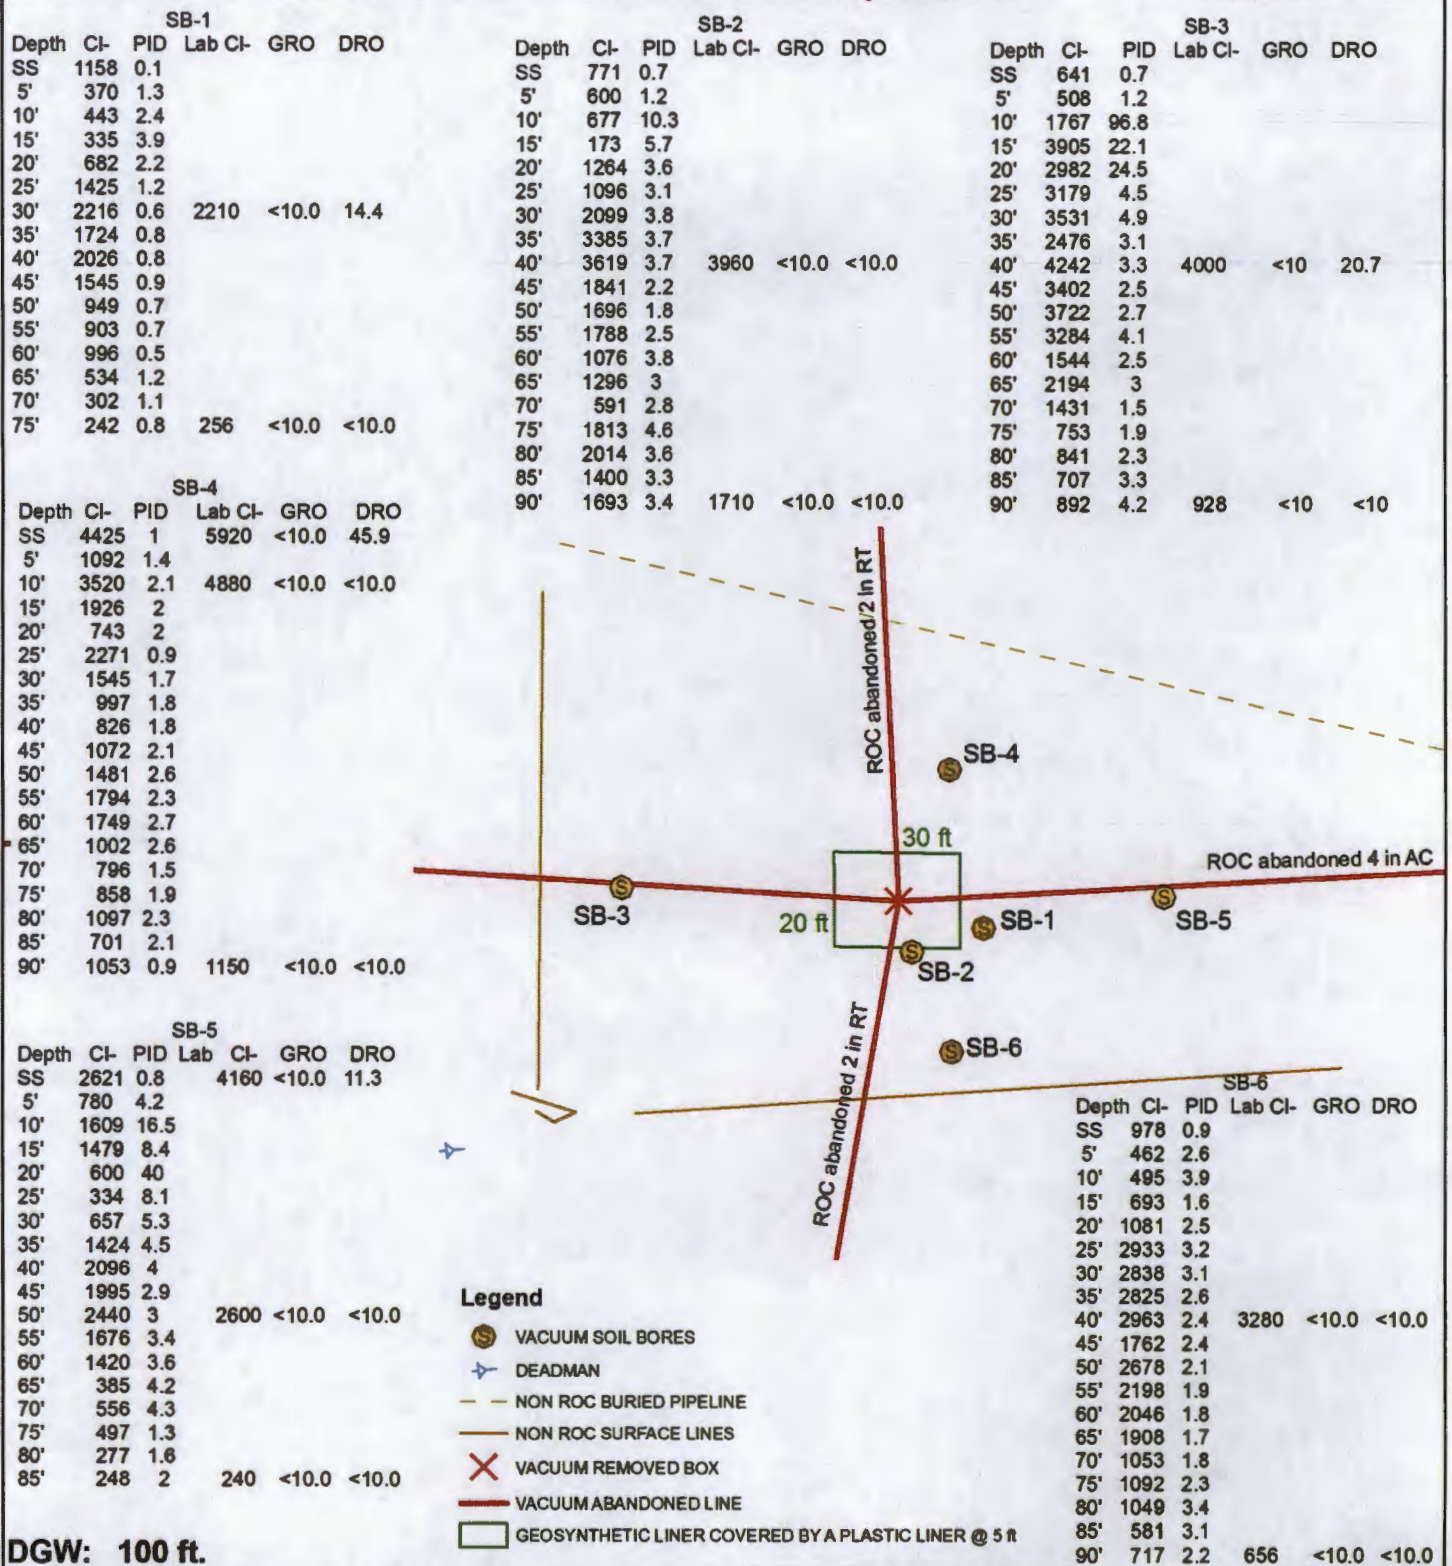 SB-1
Depth Cl- PID Lab Cl- GRO DRO
SS 1158 0.1
5' 370 1.3
10' 443 2.4
15' 335 3.9
20' 682 2.2
25' 1425 1.2
30' 2216 0.6 2210 <10.0 14.4
35' 1724 0.8
40' 2026 0.8
45' 1545 0.9
50' 949 0.7
55' 903 0.7
60' 996 0.5
65' 534 1.2
70' 302 1.1
75' 242 0.8 256 <10.0 <10.0
SB-2
Depth Cl- PID Lab Cl- GRO DRO
SS 771 0.7
5' 600 1.2
10' 677 10.3
15' 173 5.7
20' 1264 3.6
25' 1096 3.1
30' 2099 3.8
35' 3385 3.7
40' 3619 3.7 3960 <10.0 <10.0
45' 1841 2.2
50' 1696 1.8
55' 1788 2.5
60' 1076 3.8
65' 1296 3
70' 591 2.8
75' 1813 4.6
80' 2014 3.6
85' 1400 3.3
90' 1693 3.4 1710 <10.0 <10.0
SB-3
Depth Cl- PID Lab Cl- GRO DRO
SS 641 0.7
5' 508 1.2
10' 1767 96.8
15' 3905 22.1
20' 2982 24.5
25' 3179 4.5
30' 3531 4.9
35' 2476 3.1
40' 4242 3.3 4000 <10 20.7
45' 3402 2.5
50' 3722 2.7
55' 3284 4.1
60' 1544 2.5
65' 2194 3
70' 1431 1.5
75' 753 1.9
80' 841 2.3
85' 707 3.3
90' 892 4.2 928 <10 <10
SB-4
Depth Cl- PID Lab Cl- GRO DRO
SS 4425 1 5920 <10.0 45.9
5' 1092 1.4
10' 3520 2.1 4880 <10.0 <10.0
15' 1926 2
20' 743 2
25' 2271 0.9
30' 1545 1.7
35' 997 1.8
40' 826 1.8
45' 1072 2.1
50' 1481 2.6
55' 1794 2.3
60' 1749 2.7
65' 1002 2.6
70' 796 1.5
75' 858 1.9
80' 1097 2.3
85' 701 2.1
90' 1053 0.9 1150 <10.0 <10.0
ROC abandoned/2 in RT
SB-4
30 ft
ROC abandoned 4 in AC
SB-3
20 ft
SB-1
SB-5
SB-2
SB-6
ROC abandoned 2 in RT
SB-5
Depth Cl- PID Lab Cl- GRO DRO
SS 2621 0.8 4160 <10.0 11.3
5' 780 4.2
10' 1609 16.5
15' 1479 8.4
20' 600 40
25' 334 8.1
30' 657 5.3
35' 1424 4.5
40' 2096 4
45' 1995 2.9
50' 2440 3 2600 <10.0 <10.0
55' 1676 3.4
60' 1420 3.6
65' 385 4.2
70' 556 4.3
75' 497 1.3
80' 277 1.6
85' 248 2 240 <10.0 <10.0
SB-6
Depth Cl- PID Lab Cl- GRO DRO
SS 978 0.9
5' 462 2.6
10' 495 3.9
15' 693 1.6
20' 1081 2.5
25' 2933 3.2
30' 2838 3.1
35' 2825 2.6
40' 2963 2.4 3280 <10.0 <10.0
45' 1762 2.4
50' 2678 2.1
55' 2198 1.9
60' 2046 1.8
65' 1908 1.7
70' 1053 1.8
75' 1092 2.3
80' 1049 3.4
85' 581 3.1
90' 717 2.2 656 <10.0 <10.0
Legend
S VACUUM SOIL BORES
DEADMAN
NON ROC BURIED PIPELINE
NON ROC SURFACE LINES
VACUUM REMOVED BOX
VACUUM ABANDONED LINE
GEOSYNTHETIC LINER COVERED BY A PLASTIC LINER @ 5 ft
DGW: 100 ft.